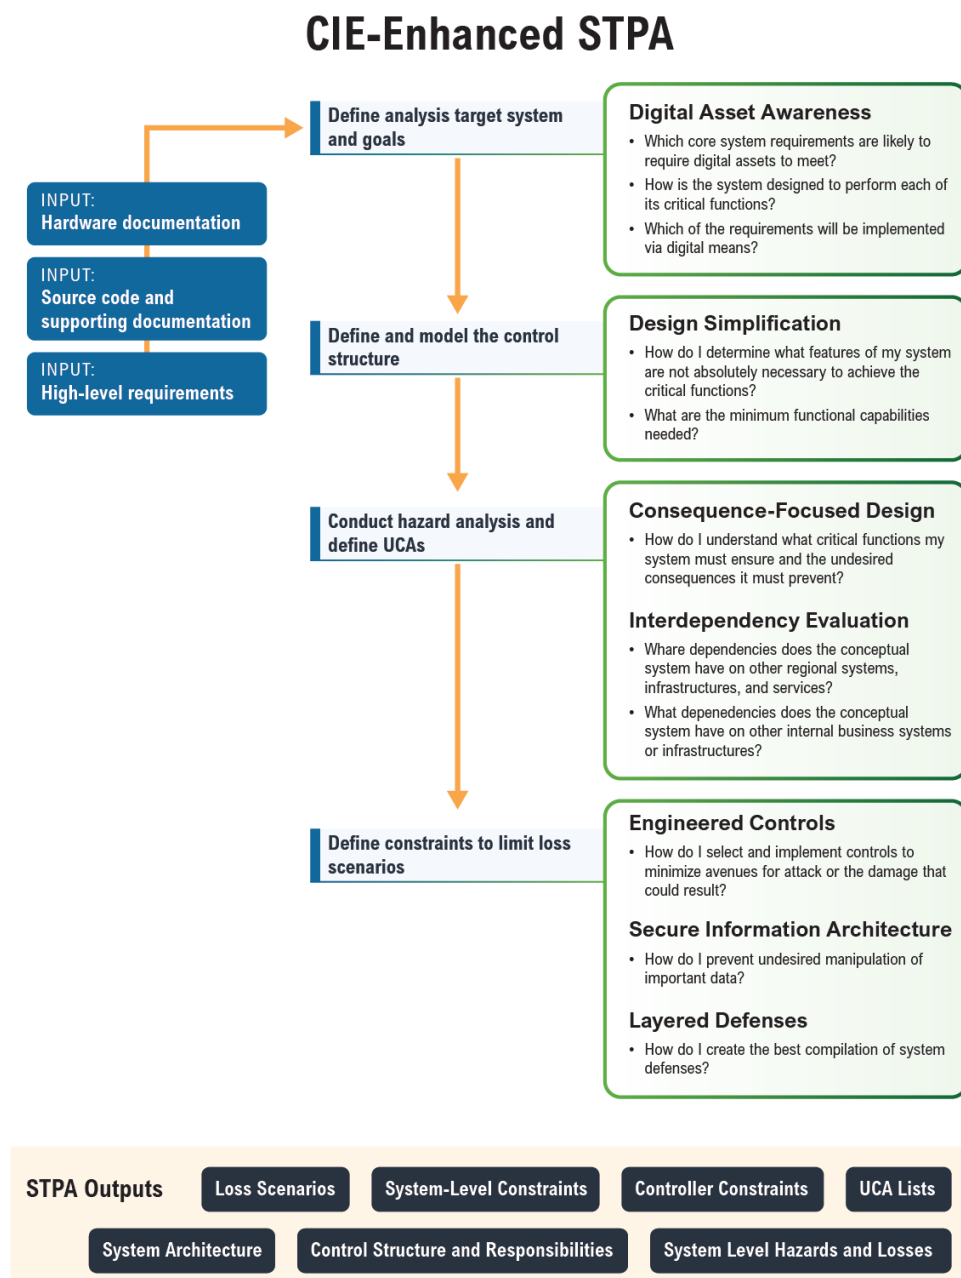 CIE-Enhanced STPA
Define analysis target system
and goals
INPUT:
Hardware documentation
INPUT:
Source code and
supporting documentation
INPUT:
High-level requirements
Digital Asset Awareness
• Which core system requirements are likely to
require digital assets to meet?
• How is the system designed to perform each of
its critical functions?
• Which of the requirements will be implemented
via digital means?
Define and model the control
structure
Design Simplification
• How do I determine what features of my system
are not absolutely necessary to achieve the
critical functions?
• What are the minimum functional capabilities
needed?
Conduct hazard analysis and
define UCAs
Consequence-Focused Design
• How do I understand what critical functions my
system must ensure and the undesired
consequences it must prevent?
Interdependency Evaluation
• Whare dependencies does the conceptual
system have on other regional systems,
infrastructures, and services?
• What depenedencies does the conceptual
system have on other internal business systems
or infrastructures?
Define constraints to limit loss
scenarios
Engineered Controls
• How do I select and implement controls to
minimize avenues for attack or the damage that
could result?
Secure Information Architecture
• How do I prevent undesired manipulation of
important data?
Layered Defenses
• How do I create the best compilation of system
defenses?
STPA Outputs
Loss Scenarios
System-Level Constraints
Controller Constraints
UCA Lists
System Architecture
Control Structure and Responsibilities
System Level Hazards and Losses